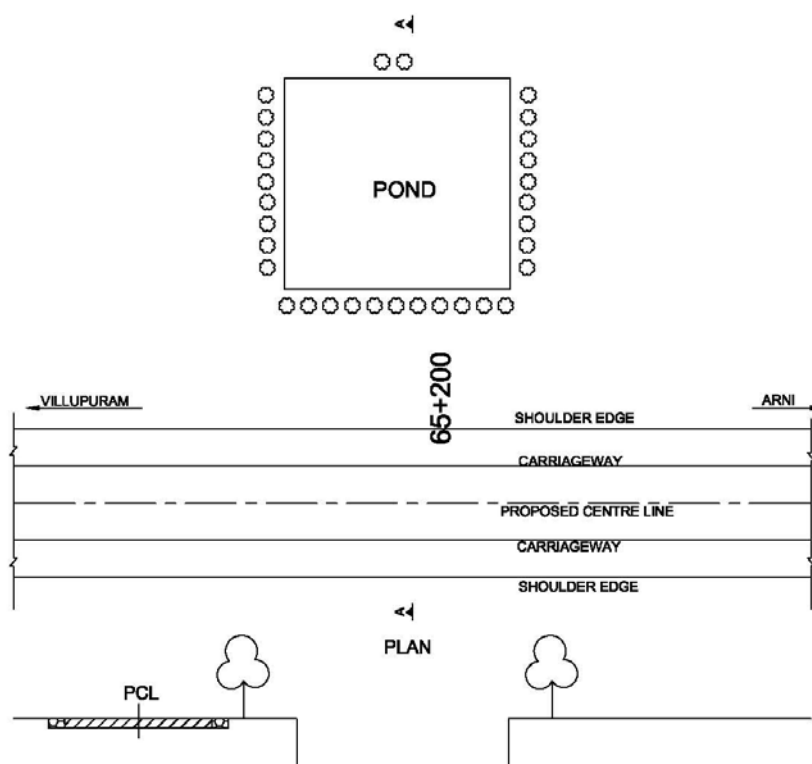 A
POND
65+200
VILLUPURAM
ARNI
SHOULDER EDGE
CARRIAGEWAY
PROPOSED CENTRE LINE
CARRIAGEWAY
SHOULDER EDGE
A
PLAN
PCL